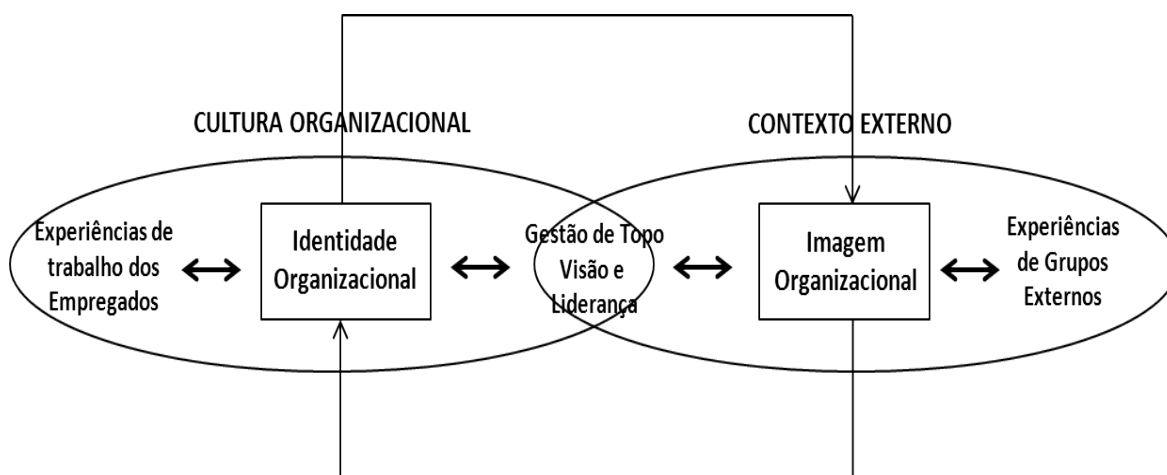 CULTURA ORGANIZACIONAL
CONTEXTO EXTERNO
Experiências de
trabalho dos
Empregados
Identidade
Organizacional
Gestão de Topo
Visão e
Liderança
Imagem
Organizacional
Experiências
de Grupos
Externos